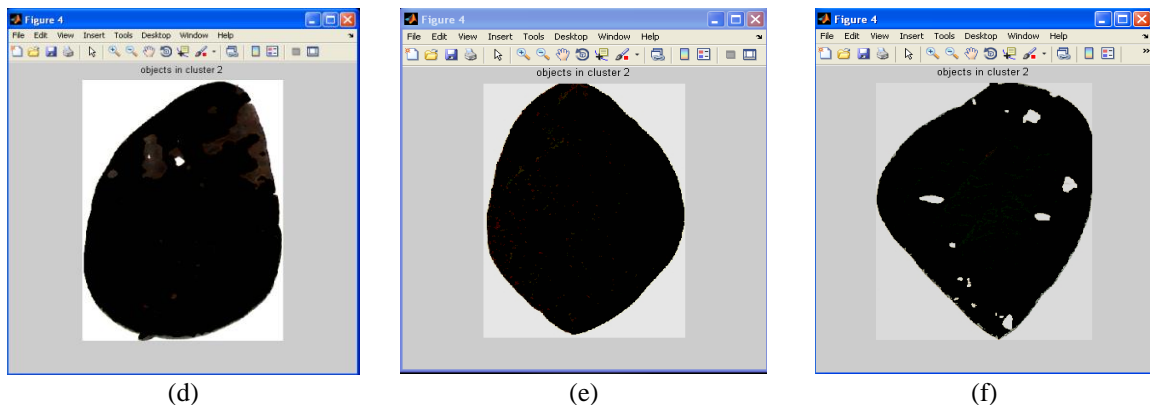 Figure 4
File Edit View Insert Tools Desktop Window Help
objects in cluster 2
(d)
Figure 4
File Edit View Insert Tools Desktop Window Help
objects in cluster 2
(e)
Figure 4
File Edit View Insert Tools Desktop Window Help
objects in cluster 2
(f)